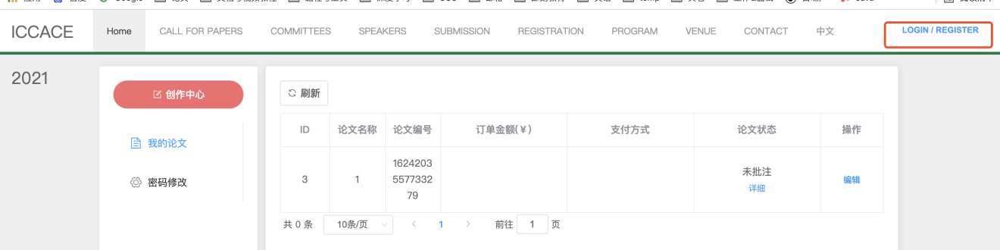 ICCACE
Home
CALL FOR PAPERS
COMMITTEES
SPEAKERS
SUBMISSION
REGISTRATION
PROGRAM
VENUE
CONTACT
中文
LOGIN / REGISTER
2021
创作中心
我的论文
密码修改
刷新
ID
论文名称
论文编号
订单金额(¥)
支付方式
论文状态
操作
3
1
1624203
5577332
79
未批注
详细
编辑
共 0 条
10条/页
1
前往 1 页